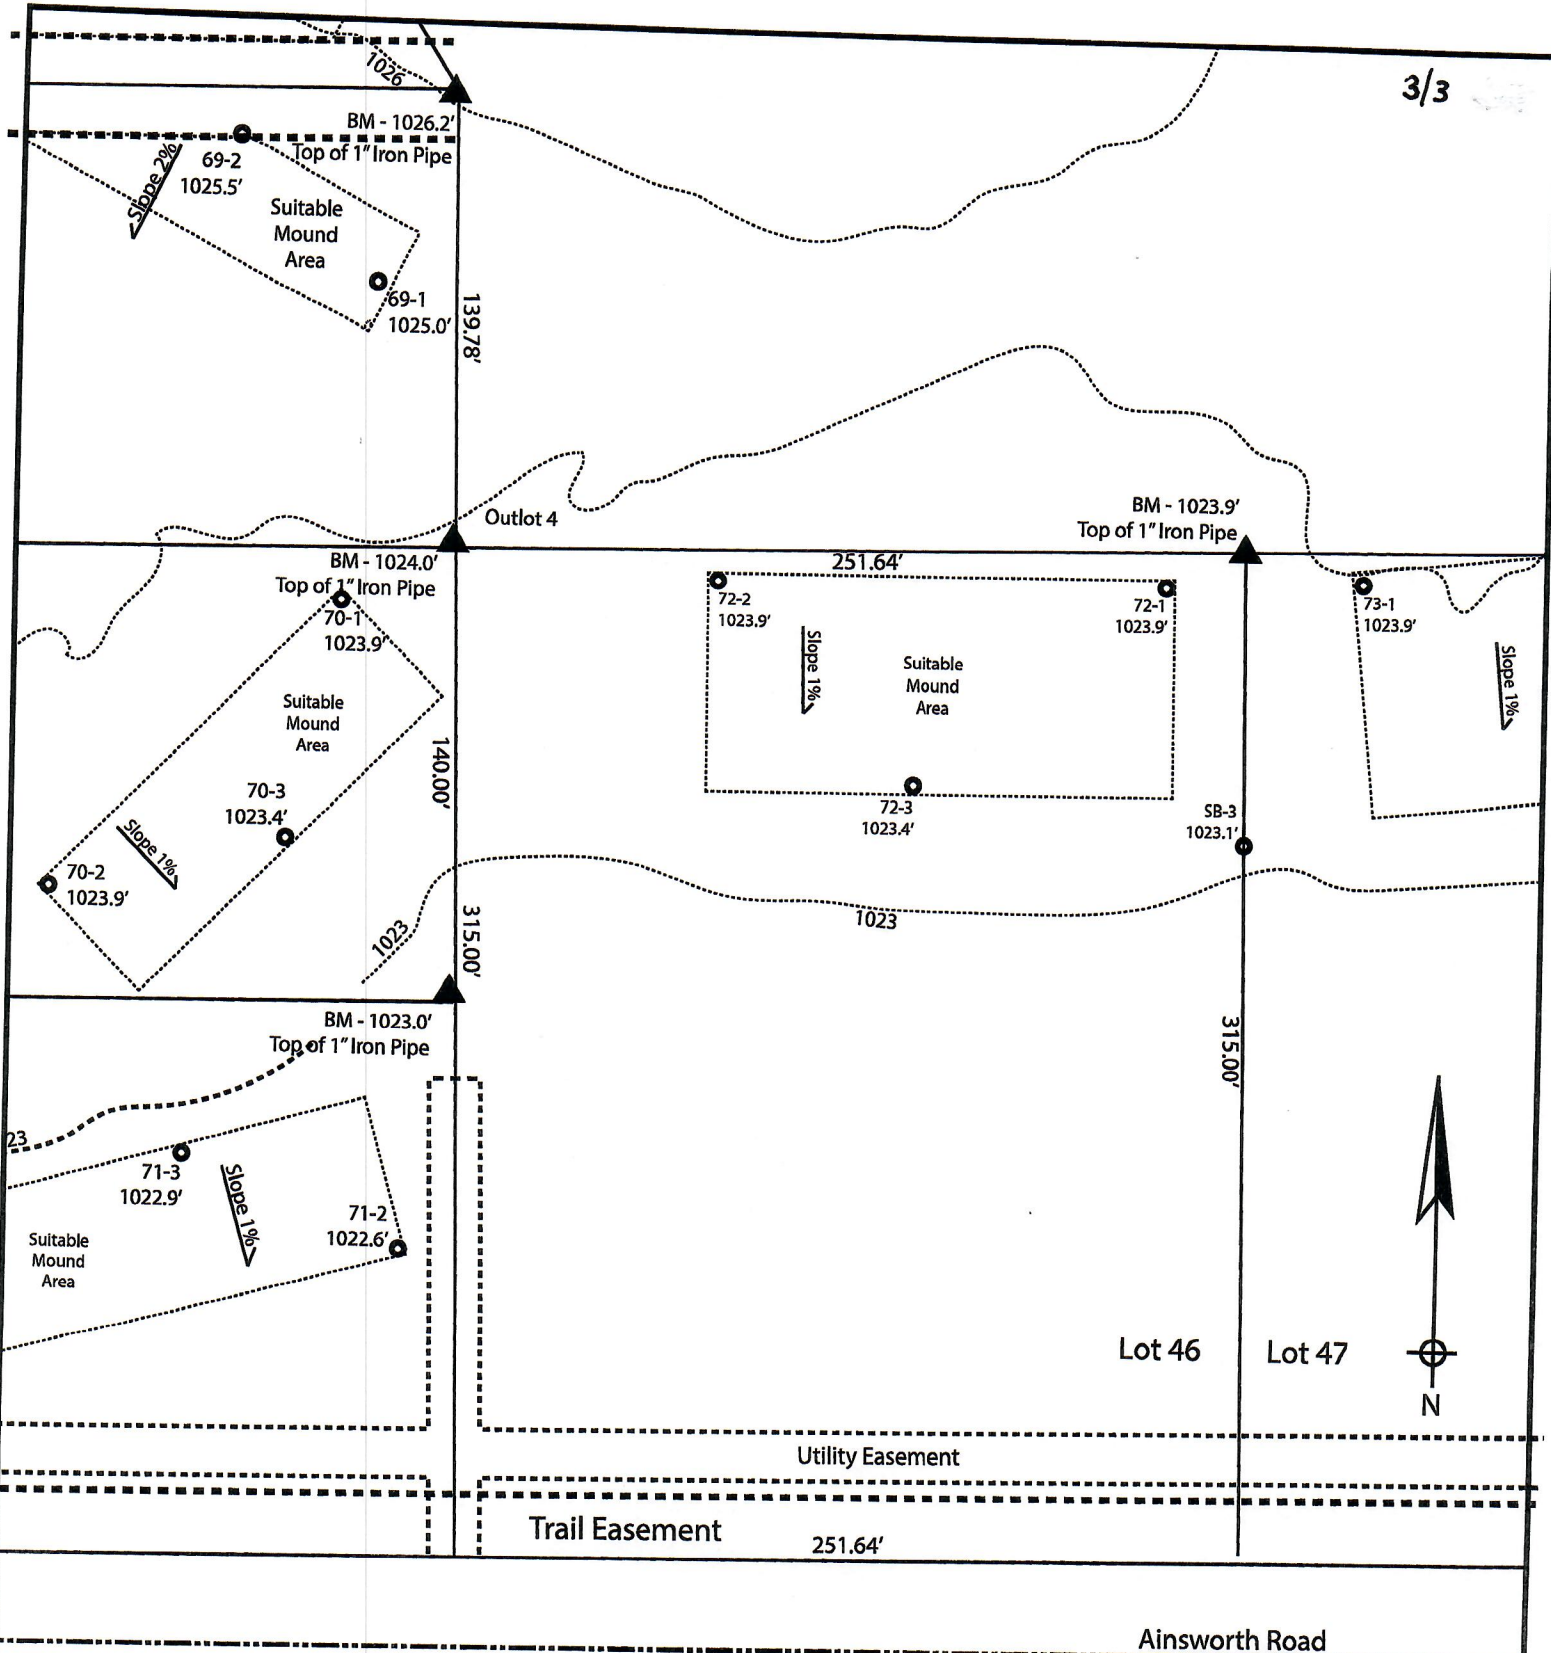 3/3
1026
BM - 1026.2'
Top of 1" Iron Pipe
69-2
1025.5'
Slope 2%
Suitable
Mound
Area
69-1
1025.0'
139.78'
Outlot 4
BM - 1023.9'
Top of 1" Iron Pipe
BM - 1024.0'
Top of 1" Iron Pipe
251.64'
70-1
1023.9'
72-2
1023.9'
72-1
1023.9'
73-1
1023.9'
Slope 1%
Suitable
Mound
Area
Slope 1%
Suitable
Mound
Area
140.00'
70-3
1023.4'
Slope 1%
70-2
1023.9'
72-3
1023.4'
SB-3
1023.1'
1023
1023
315.00'
BM - 1023.0'
Top of 1" Iron Pipe
315.00'
23
71-3
1022.9'
Slope 1%
71-2
1022.6'
Suitable
Mound
Area
Lot 46
Lot 47
N
Utility Easement
Trail Easement
251.64'
Ainsworth Road